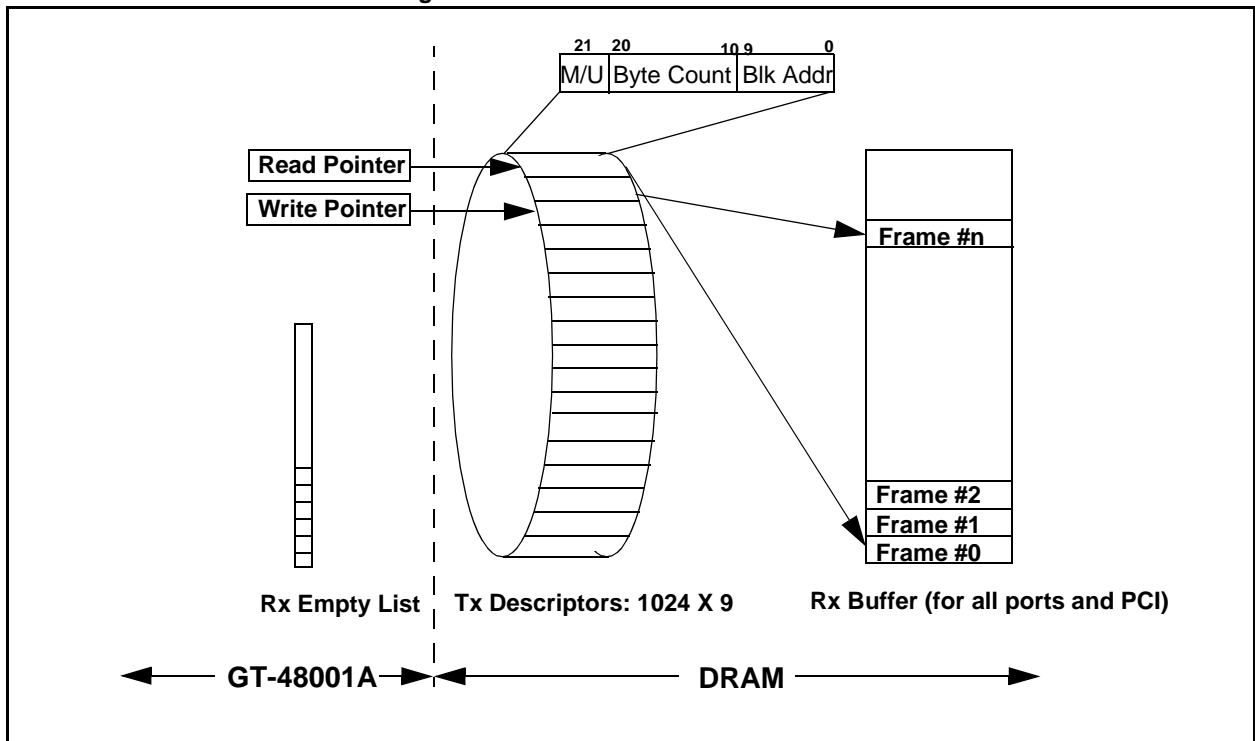 21 20 10 9 0
M/U Byte Count Blk Addr
Read Pointer
Write Pointer
Frame #n
Frame #2
Frame #1
Frame #0
Rx Empty List
Tx Descriptors: 1024 X 9
Rx Buffer (for all ports and PCI)
GT-48001A
DRAM